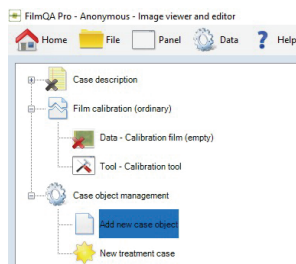 FilmQA Pro - Anonymous - Image viewer and editor
Home File Panel Data ? Help
Case description
Film calibration (ordinary)
Data - Calibration film (empty)
Tool - Calibration tool
Case object management
Add new case object
New treatment case